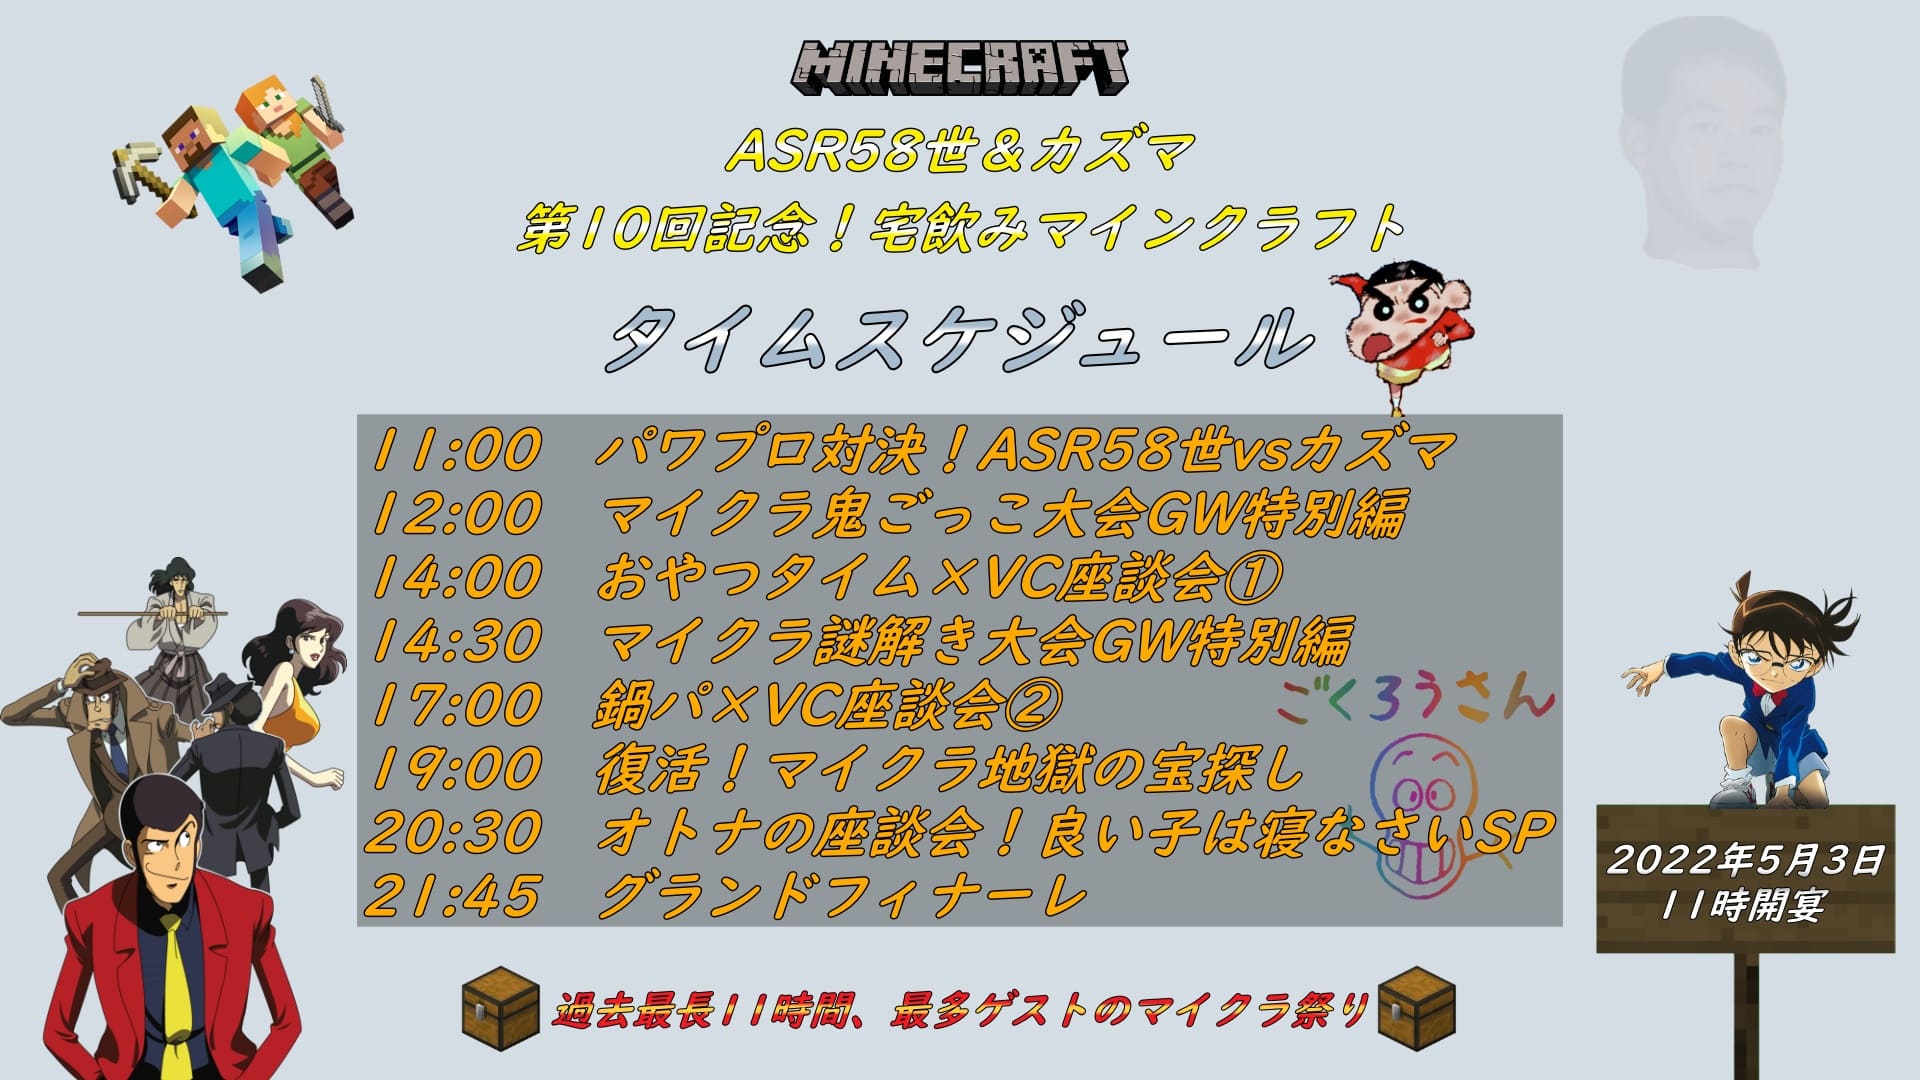 MINECRAFT
ASR58世&カズマ
第10回記念！宅飲みマインクラフト
タイムスケジュール
11:00 パワプロ対決！ASR58世vsカズマ
12:00 マイクラ鬼ごっこ大会GW特別編
14:00 おやつタイム×VC座談会①
14:30 マイクラ謎解き大会GW特別編
17:00 鍋パ×VC座談会②
ごくろうさん
19:00 復活！マイクラ地獄の宝探し
20:30 オトナの座談会！良い子は寝なさいSP
21:45 グランドフィナーレ
2022年5月3日
11時開宴
過去最長11時間、最多ゲストのマイクラ祭り